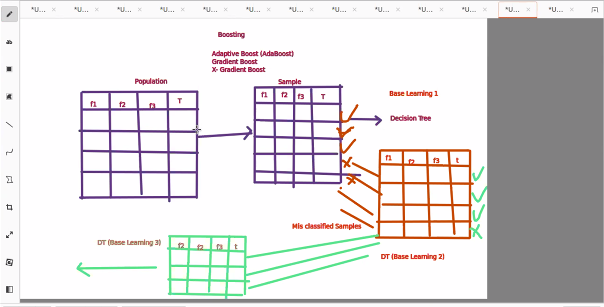 *U... *U... *U... *U... *U... *U... *U... *U... *U... *U... *U... *U... *U...
Boosting
Adaptive Boost (AdaBoost)
Gradient Boost
X- Gradient Boost
Population
Sample
f1 f2 f3 T
f1 f2 f3 T
Base Learning 1
Decision Tree
f1 f2 f3 t
Mis classified Samples
DT (Base Learning 3)
f2 f2 f3 t
DT (Base Learning 2)